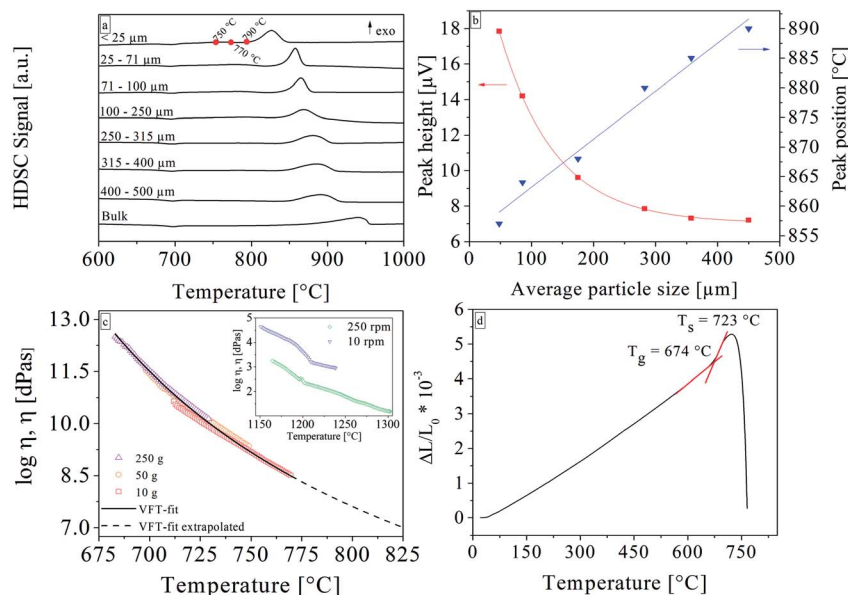 a
< 25 µm
750 °C
770 °C
790 °C
↑ exo
25 - 71 µm
71 - 100 µm
100 - 250 µm
250 - 315 µm
315 - 400 µm
400 - 500 µm
Bulk
HDSC Signal [a.u.]
600 700 800 900 1000
Temperature [°C]
b
18
16
14
12
10
8
6
Peak height [µV]
890
885
880
875
870
865
860
855
Peak position [°C]
0 100 200 300 400 500
Average particle size [µm]
c
13.0
11.5
10.0
8.5
7.0
log η, η [dPas]
250 g
50 g
10 g
VFT-fit
VFT-fit extrapolated
675 700 725 750 775 800 825
Temperature [°C]
250 rpm
10 rpm
5
4
3
2
1
log η, η [dPas]
1150 1200 1250 1300
Temperature [°C]
d
T_s = 723 °C
T_g = 674 °C
6
5
4
3
2
1
0
ΔL/L_0 * 10^-3
0 150 300 450 600 750
Temperature [°C]